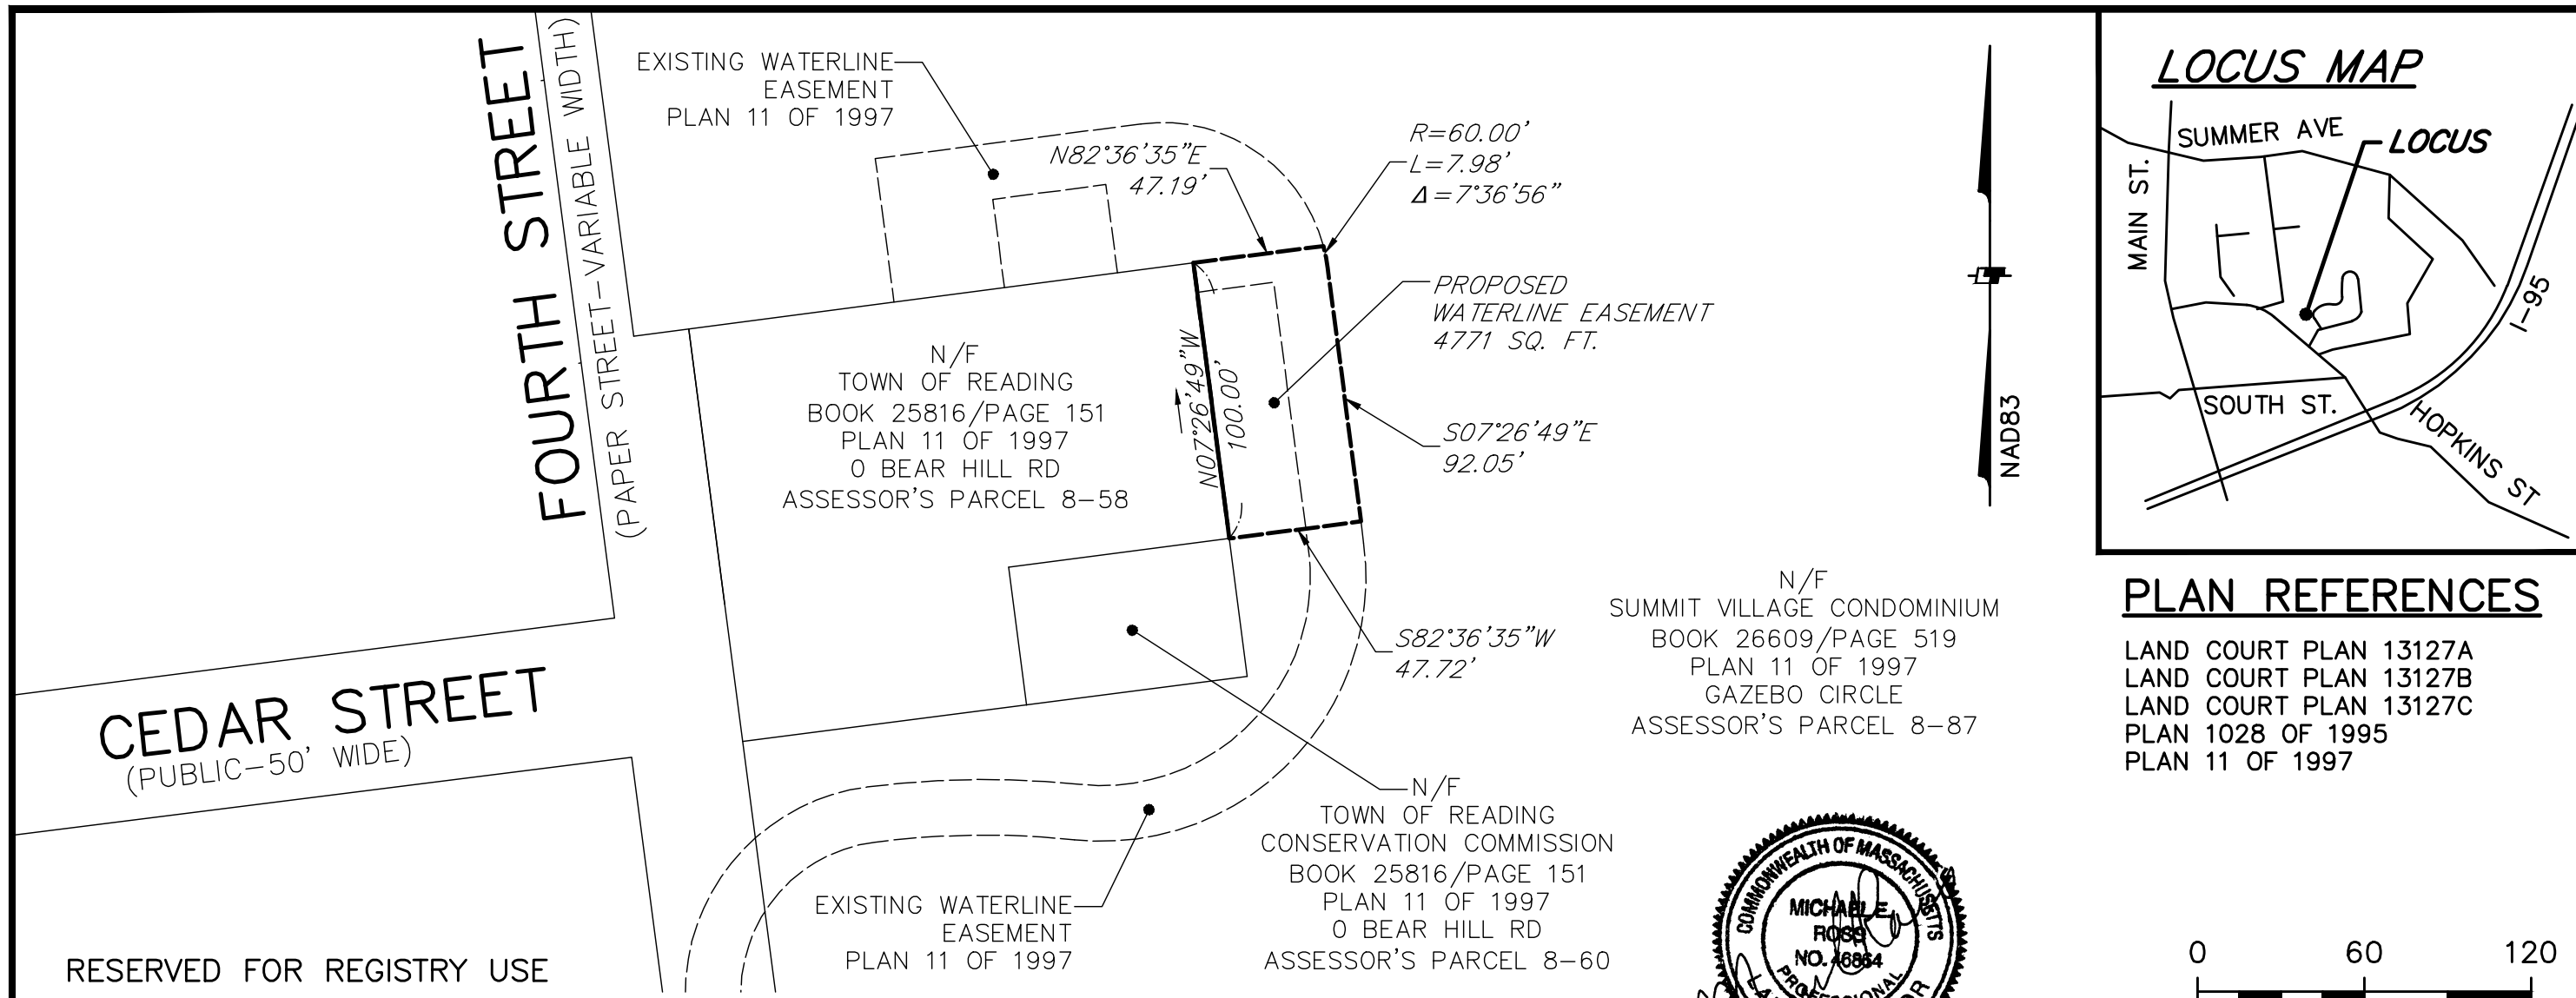 FOURTH STREET
(PAPER STREET-VARIABLE WIDTH)
EXISTING WATERLINE
EASEMENT
PLAN 11 OF 1997
N82°36'35"E
47.19'
R=60.00'
L=7.98'
Δ=7°36'56"
PROPOSED
WATERLINE EASEMENT
4771 SQ. FT.
N07°26'49"W
100.00'
S07°26'49"E
92.05'
S82°36'35"W
47.72'
N/F
TOWN OF READING
BOOK 25816/PAGE 151
PLAN 11 OF 1997
0 BEAR HILL RD
ASSESSOR'S PARCEL 8-58
N/F
SUMMIT VILLAGE CONDOMINIUM
BOOK 26609/PAGE 519
PLAN 11 OF 1997
GAZEBO CIRCLE
ASSESSOR'S PARCEL 8-87
CEDAR STREET
(PUBLIC-50' WIDE)
N/F
TOWN OF READING
CONSERVATION COMMISSION
BOOK 25816/PAGE 151
PLAN 11 OF 1997
0 BEAR HILL RD
ASSESSOR'S PARCEL 8-60
EXISTING WATERLINE
EASEMENT
PLAN 11 OF 1997
RESERVED FOR REGISTRY USE
NAD83
LOCUS MAP
SUMMER AVE
LOCUS
MAIN ST.
I-95
SOUTH ST.
HOPKINS ST
PLAN REFERENCES
LAND COURT PLAN 13127A
LAND COURT PLAN 13127B
LAND COURT PLAN 13127C
PLAN 1028 OF 1995
PLAN 11 OF 1997
COMMONWEALTH OF MASSACHUSETTS
MICHAEL E.
ROSS
NO. 46864
PROFESSIONAL
0 60 120